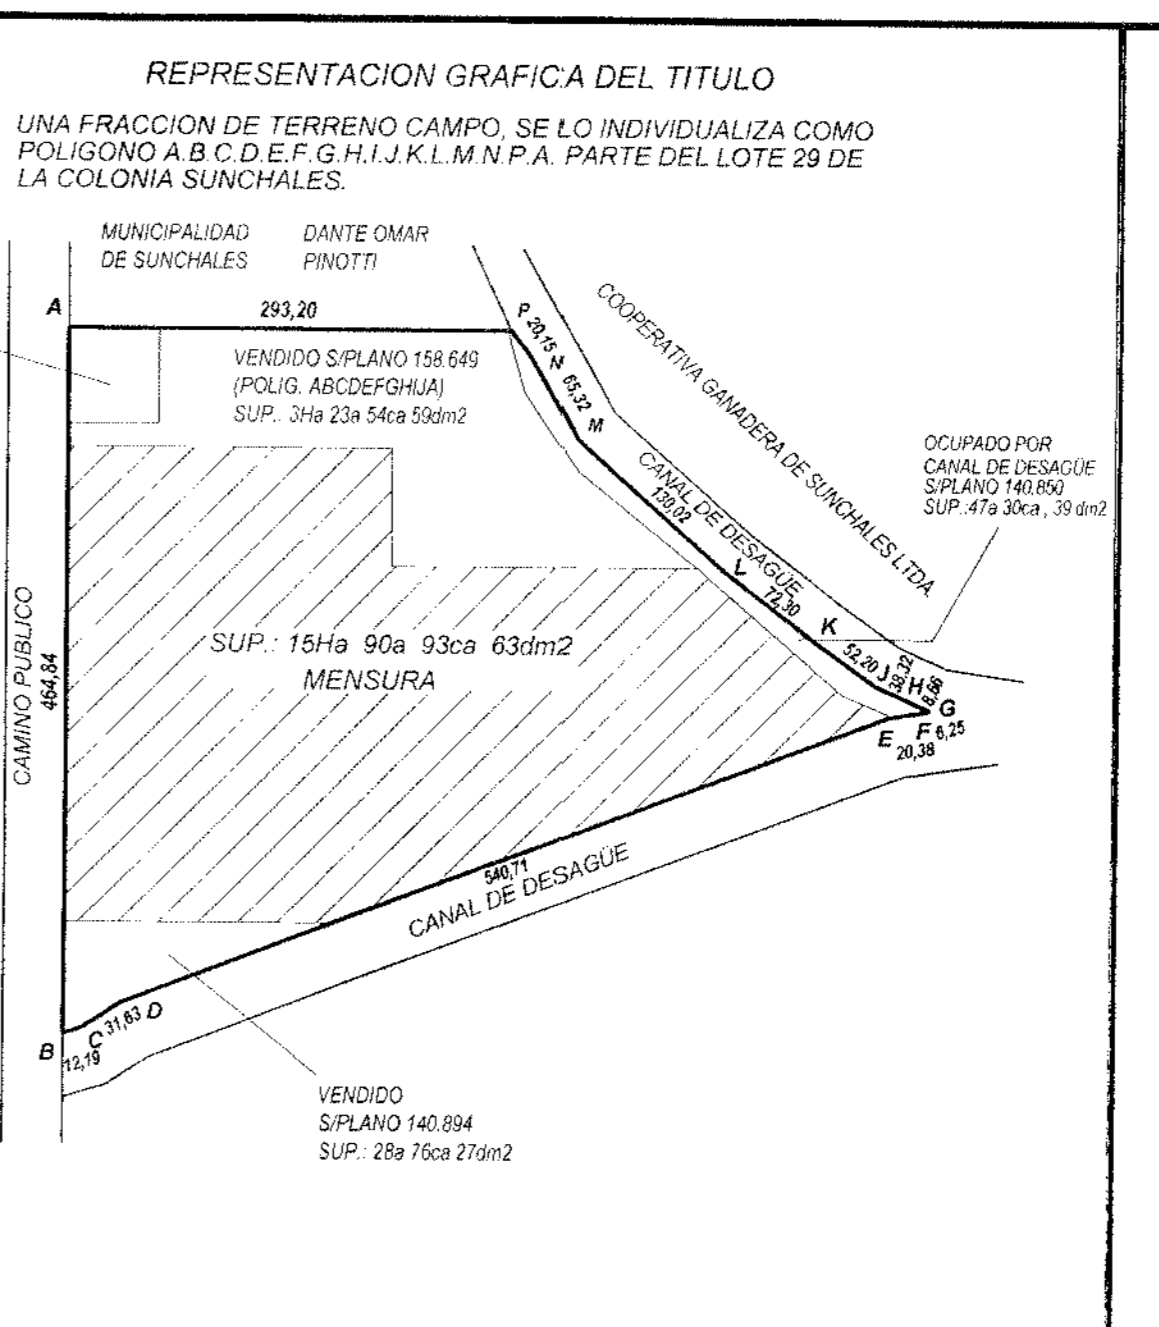 REPRESENTACION GRAFICA DEL TITULO
UNA FRACCION DE TERRENO CAMPO, SE LO INDIVIDUALIZA COMO
POLIGONO A.B.C.D.E.F.G.H.I.J.K.L.M.N.P.A. PARTE DEL LOTE 29 DE
LA COLONIA SUNCHALES.
MUNICIPALIDAD
DE SUNCHALES
DANTE OMAR
PINOTTI
A
293,20
P
20,15
N
65,32
M
COOPERATIVA GANADERA DE SUNCHALES LTDA.
VENDIDO S/PLANO 158.649
(POLIG. ABCDEFGHIJA)
SUP.: 3Ha 23a 54ca 59dm2
OCUPADO POR
CANAL DE DESAGÜE
S/PLANO 140.850
SUP.:47a 30ca , 39 dm2
CANAL DE DESAGÜE
130,02
L
72,30
K
52,20
J
38,32
H
8,66
G
F
6,25
E
20,38
CAMINO PUBLICO
464,84
SUP.: 15Ha 90a 93ca 63dm2
MENSURA
540,71
CANAL DE DESAGÜE
D
31,63
C
B
12,19
VENDIDO
S/PLANO 140.894
SUP.: 28a 76ca 27dm2